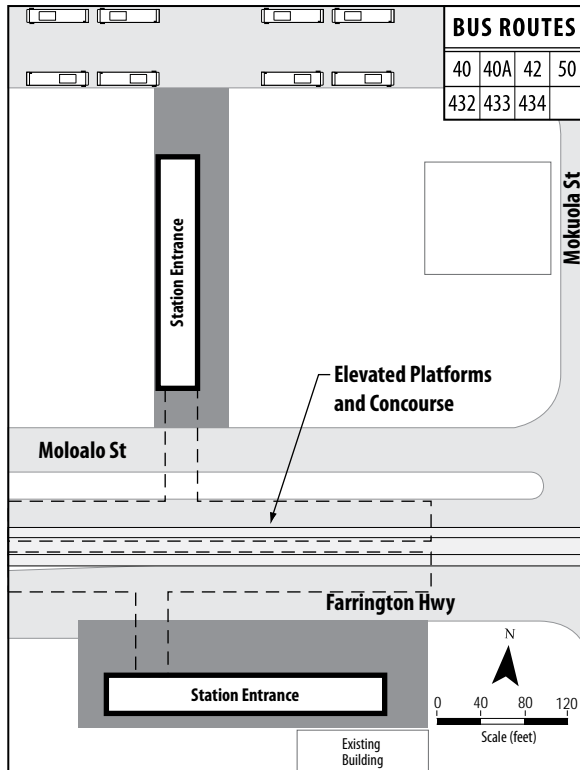 BUS ROUTES
40 40A 42 50
432 433 434
Mokuola St
Station Entrance
Elevated Platforms
and Concourse
Moloalo St
Farrington Hwy
Station Entrance
N
0 40 80 120
Scale (feet)
Existing
Building